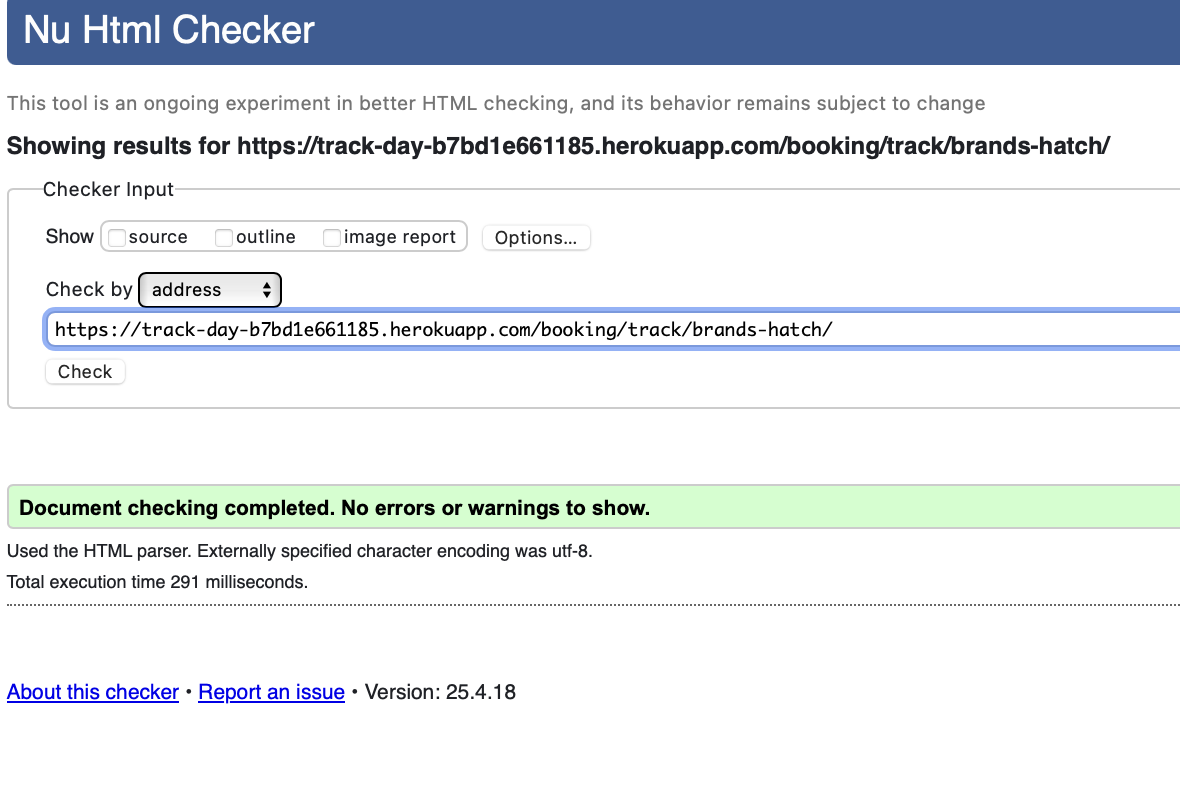 Nu Html Checker
This tool is an ongoing experiment in better HTML checking, and its behavior remains subject to change
Showing results for https://track-day-b7bd1e661185.herokuapp.com/booking/track/brands-hatch/
Checker Input
Show source outline image report Options...
Check by address
https://track-day-b7bd1e661185.herokuapp.com/booking/track/brands-hatch/
Check
Document checking completed. No errors or warnings to show.
Used the HTML parser. Externally specified character encoding was utf-8.
Total execution time 291 milliseconds.
About this checker • Report an issue • Version: 25.4.18